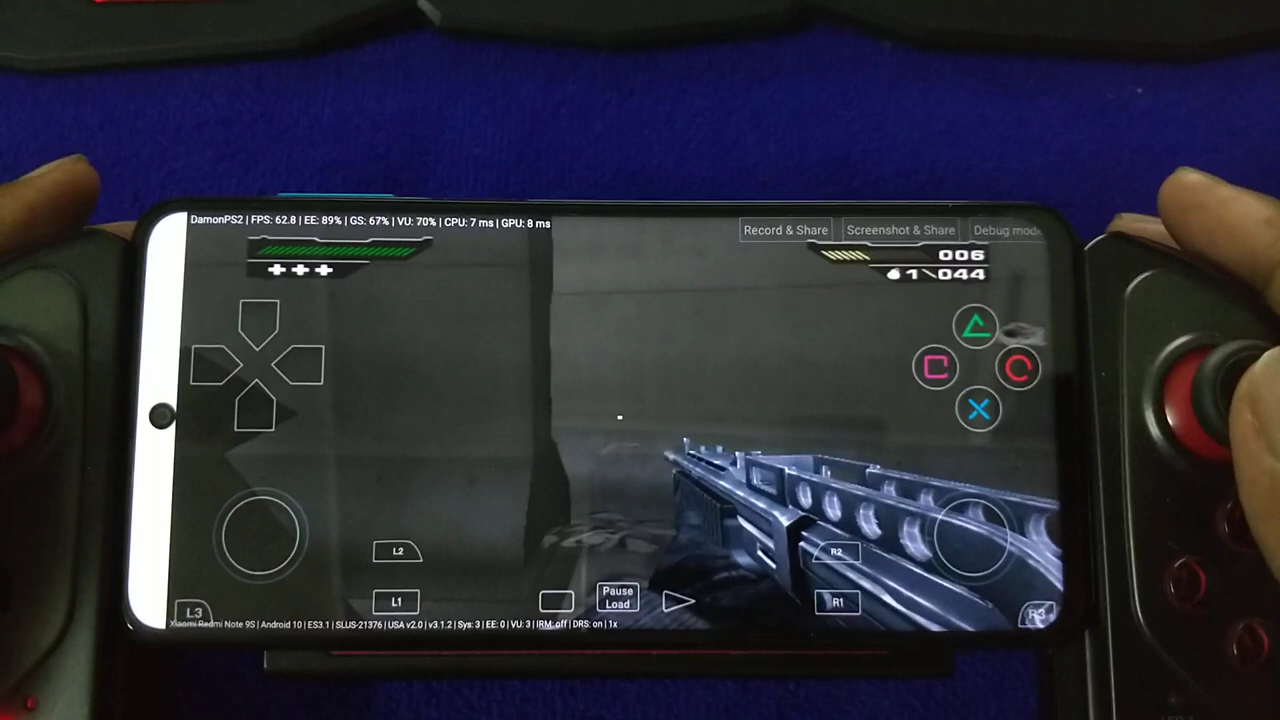 DamonPS2 | FPS: 62.8 | EE: 89% | GS: 67% | VU: 70% | CPU: 7 ms | GPU: 8 ms
Record & Share
Screenshot & Share
Debug mode
006
1\044
L2
R2
L1
Pause
Load
R1
L3
R3
Xiaomi Redmi Note 9S | Android 10 | ES3.1 | SLUS-21376 | USA v2.0 | v3.1.2 | Sys: 3 | EE: 0 | VU: 3 | IRM: off | DRS: on | 1x